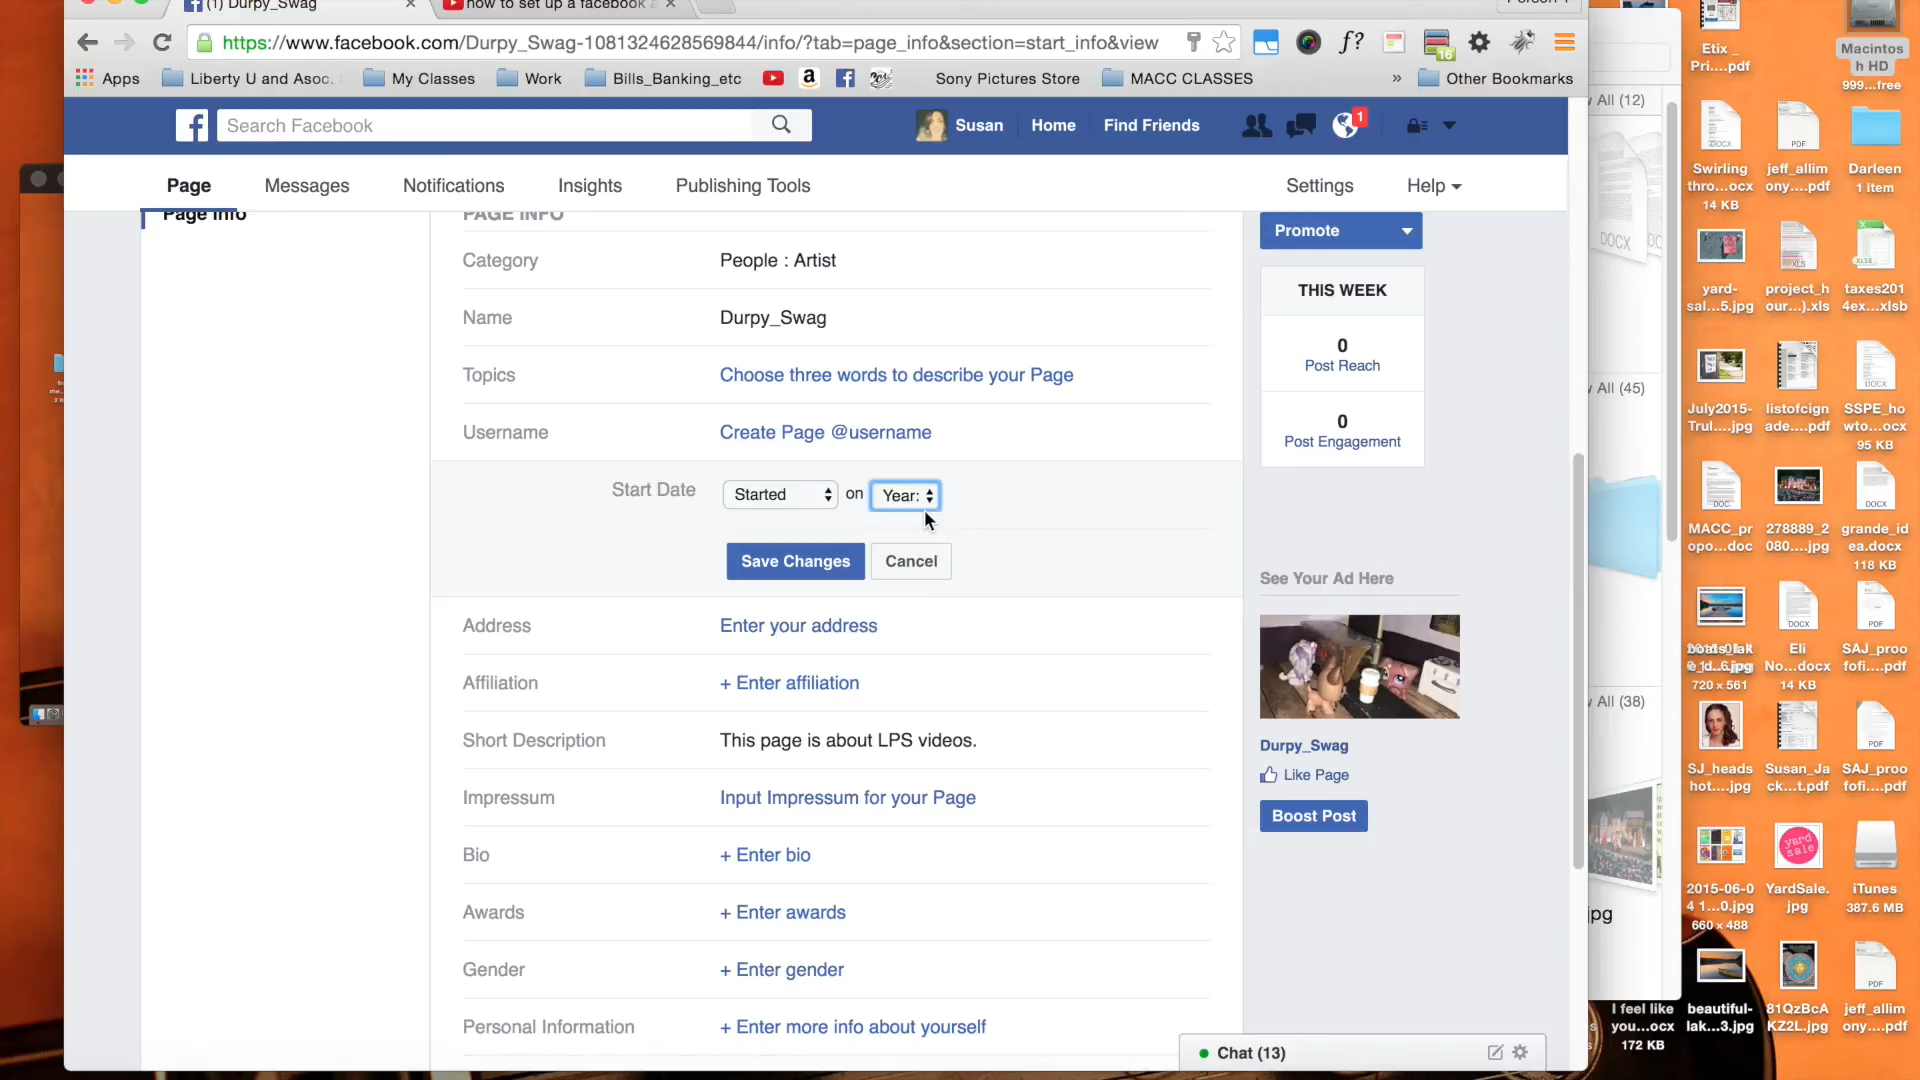 (1) Durpy_Swag
how to set up a facebook a
https://www.facebook.com/Durpy_Swag-1081324628569844/info/?tab=page_info&section=start_info&view
f?
16
Apps
Liberty U and Asoc.
My Classes
Work
Bills_Banking_etc
Sony Pictures Store
MACC CLASSES
»
Other Bookmarks
Search Facebook
Susan
Home
Find Friends
1
Page
Messages
Notifications
Insights
Publishing Tools
Settings
Help
Page Info
PAGE INFO
Category
People : Artist
Name
Durpy_Swag
Topics
Choose three words to describe your Page
Username
Create Page @username
Start Date
Started
on
Year:
Save Changes
Cancel
Address
Enter your address
Affiliation
+ Enter affiliation
Short Description
This page is about LPS videos.
Impressum
Input Impressum for your Page
Bio
+ Enter bio
Awards
+ Enter awards
Gender
+ Enter gender
Personal Information
+ Enter more info about yourself
Promote
THIS WEEK
0
Post Reach
0
Post Engagement
See Your Ad Here
Durpy_Swag
Like Page
Boost Post
Chat (13)
All (12)
All (45)
All (38)
DOCX
jpg
Etix _
Pri....pdf
Macintos
h HD
999...free
Swirling
thro...ocx
14 KB
jeff_allim
ony....pdf
Darleen
1 item
yard-
sal...5.jpg
project_h
our...).xls
taxes201
4ex...xlsb
July2015-
Trul....jpg
listofcign
ade....pdf
SSPE_ho
wto...ocx
95 KB
MACC_pr
opo...doc
278889_2
080....jpg
grande_id
ea.docx
118 KB
720 × 561
Eli
No...docx
14 KB
SAJ_proo
fofi....pdf
SJ_heads
hot....jpg
Susan_Ja
ck...t.pdf
SAJ_proo
fofi....pdf
yard
sale
2015-06-0
4 1...0.jpg
660 × 488
YardSale.
jpg
iTunes
387.6 MB
I feel like
you...ocx
172 KB
beautiful-
lak...3.jpg
81QzBcA
KZ2L.jpg
jeff_allim
ony....pdf